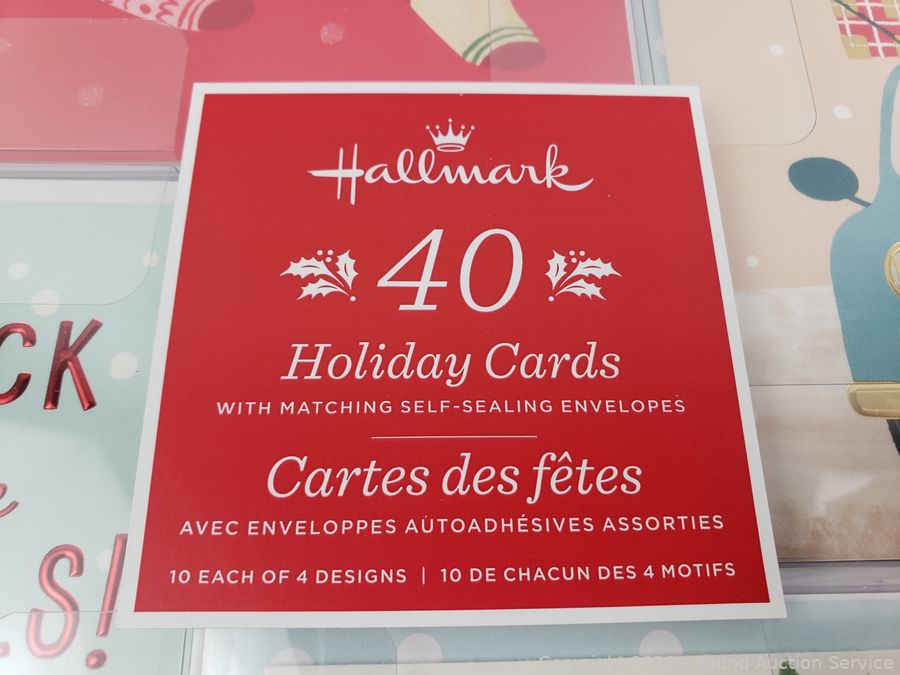 Hallmark
40
Holiday Cards
WITH MATCHING SELF-SEALING ENVELOPES
Cartes des fêtes
AVEC ENVELOPPES AUTOADHÉSIVES ASSORTIES
10 EACH OF 4 DESIGNS | 10 DE CHACUN DES 4 MOTIFS
Sound Auction Service